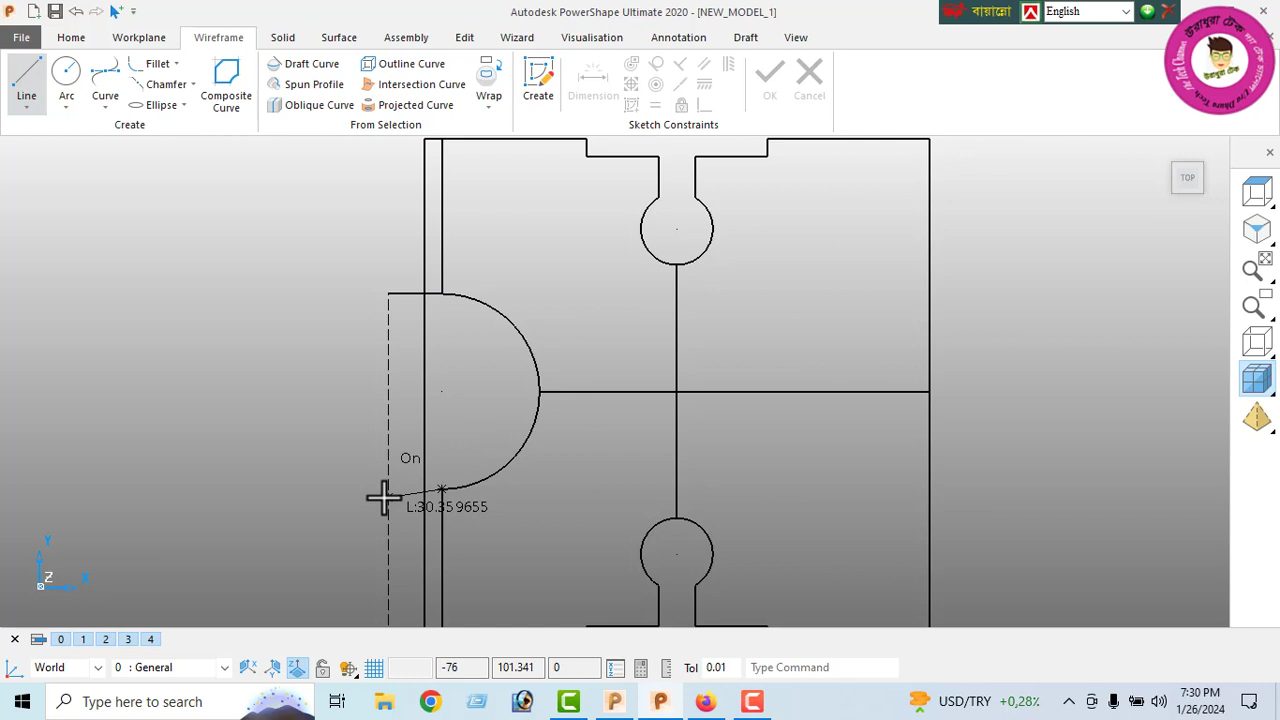 Autodesk PowerShape Ultimate 2020 - [NEW_MODEL_1]
বায়ান্নো
English
File
Home
Workplane
Wireframe
Solid
Surface
Assembly
Edit
Visualisation
Annotation
Draft
View
Line
Arc
Curve
Fillet
Chamfer
Ellipse
Composite
Curve
Create
Draft Curve
Spun Profile
Oblique Curve
Outline Curve
Intersection Curve
Projected Curve
From Selection
Wrap
Create
Dimension
OK
Cancel
Sketch Constraints
উরাধুরা টেক
TOP
On
L:30.359655
Y
Z
X
0 1 2 3 4
World
0 : General
-76
101.341
0
Tol 0.01
Type Command
Type here to search
USD/TRY +0,28%
7:30 PM
1/26/2024